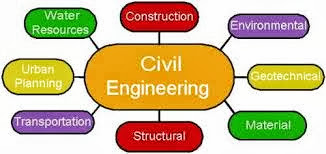 Water
Resources
Construction
Environmental
Urban
Planning
Civil
Engineering
Geotechnical
Transportation
Structural
Material